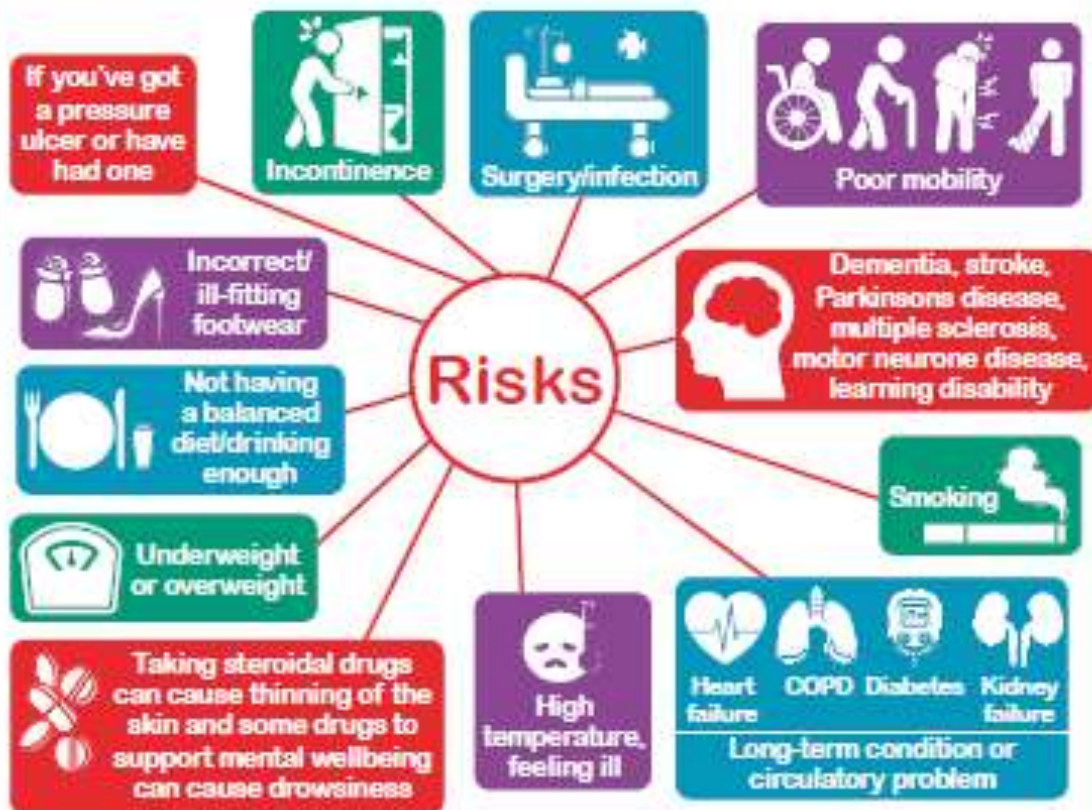 If you've got
a pressure
ulcer or have
had one
Incontinence
Surgery/infection
Poor mobility
Incorrect/
ill-fitting
footwear
Risks
Dementia, stroke,
Parkinsons disease,
multiple sclerosis,
motor neurone disease,
learning disability
Not having
a balanced
diet/drinking
enough
Smoking
Underweight
or overweight
Taking steroidal drugs
can cause thinning of the
skin and some drugs to
support mental wellbeing
can cause drowsiness
High
temperature,
feeling ill
Heart
failure
COPD
Diabetes
Kidney
failure
Long-term condition or
circulatory problem